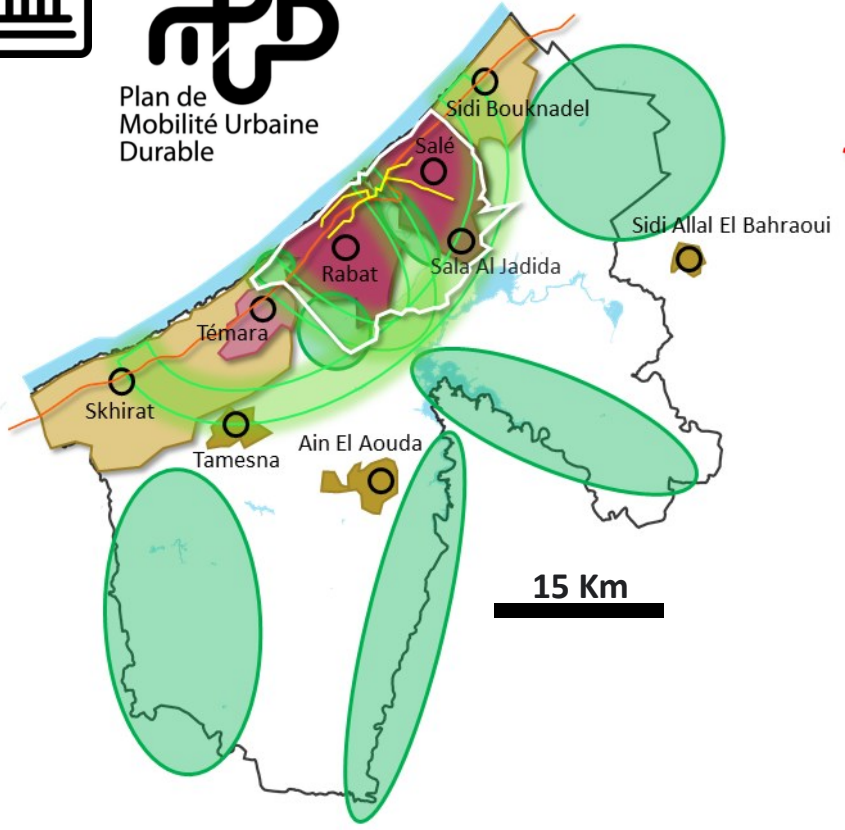 Plan de
Mobilité Urbaine
Durable
Sidi Bouknadel
Salé
Sidi Allal El Bahraoui
Sala Al Jadida
Rabat
Témara
Skhirat
Ain El Aouda
Tamesna
15 Km